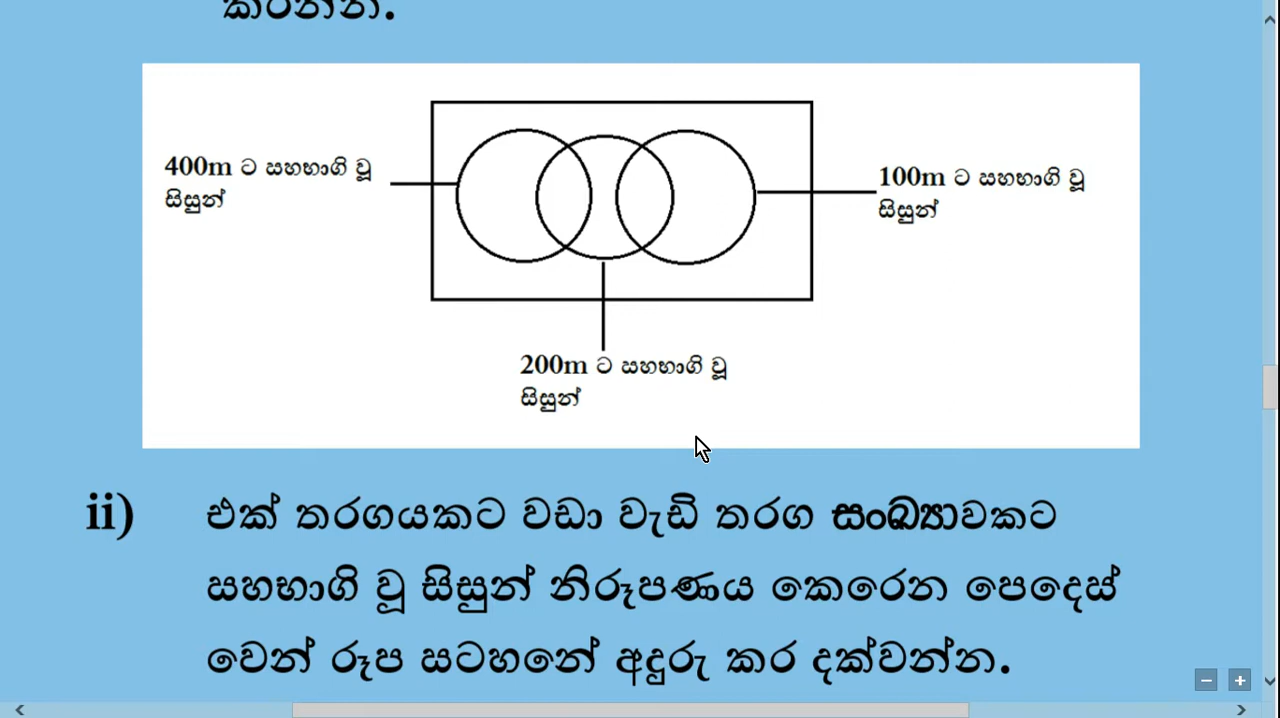 කරන්න.
400m ට සහභාගි වූ
සිසුන්
100m ට සහභාගි වූ
සිසුන්
200m ට සහභාගි වූ
සිසුන්
ii) එක් තරගයකට වඩා වැඩි තරග සංඛ්‍යාවකට
සහභාගි වූ සිසුන් නිරූපණය කෙරෙන පෙදෙස්
වෙන් රූප සටහනේ අඳුරු කර දක්වන්න.